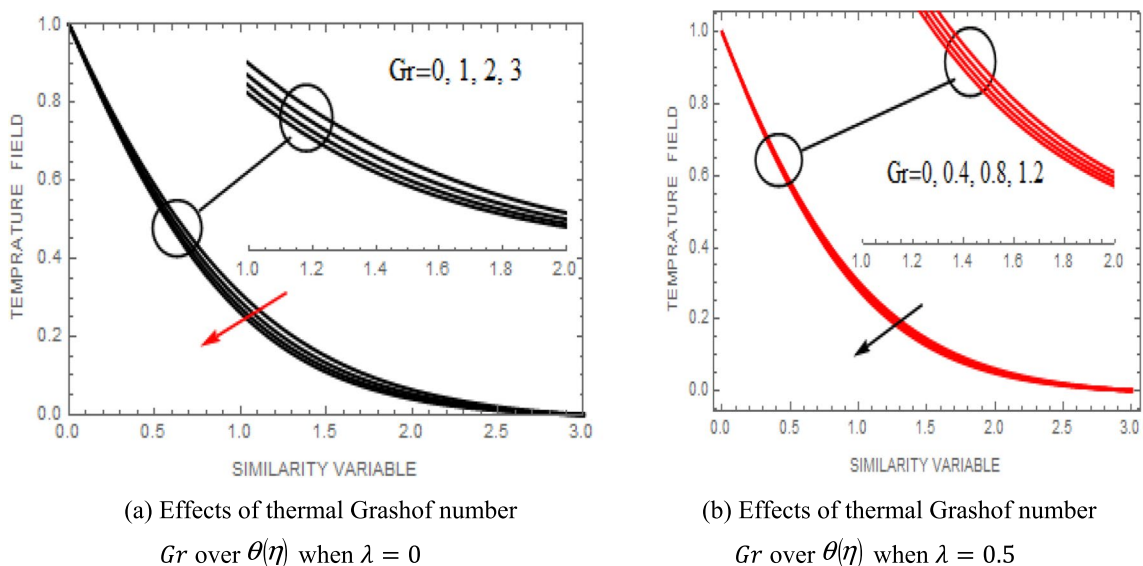 1.0
0.8
0.6
0.4
0.2
0.0
TEMPRATURE FIELD
Gr=0, 1, 2, 3
1.0 1.2 1.4 1.6 1.8 2.0
0.0 0.5 1.0 1.5 2.0 2.5 3.0
SIMILARITY VARIABLE
(a) Effects of thermal Grashof number
Gr over θ(η) when λ = 0
1.0
0.8
0.6
0.4
0.2
0.0
TEMPRATURE FIELD
Gr=0, 0.4, 0.8, 1.2
1.0 1.2 1.4 1.6 1.8 2.0
0.0 0.5 1.0 1.5 2.0 2.5 3.0
SIMILARITY VARIABLE
(b) Effects of thermal Grashof number
Gr over θ(η) when λ = 0.5